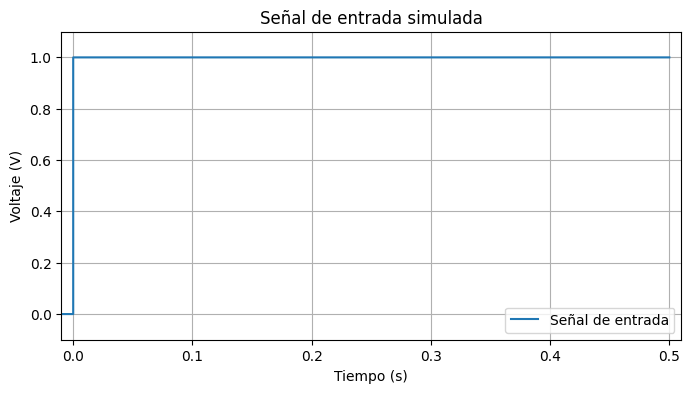 Señal de entrada simulada
Voltaje (V)
1.0
0.8
0.6
0.4
0.2
0.0
Señal de entrada
0.0 0.1 0.2 0.3 0.4 0.5
Tiempo (s)